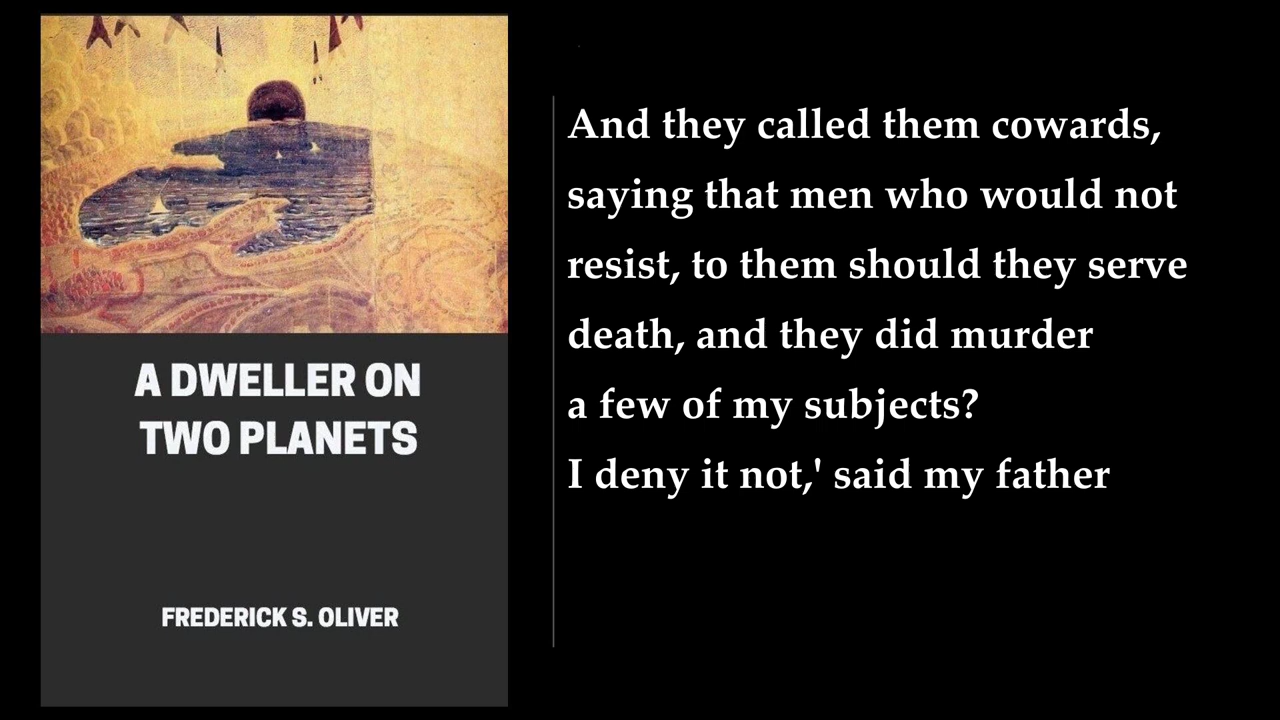 A DWELLER ON
TWO PLANETS
FREDERICK S. OLIVER
And they called them cowards,
saying that men who would not
resist, to them should they serve
death, and they did murder
a few of my subjects?
I deny it not,' said my father